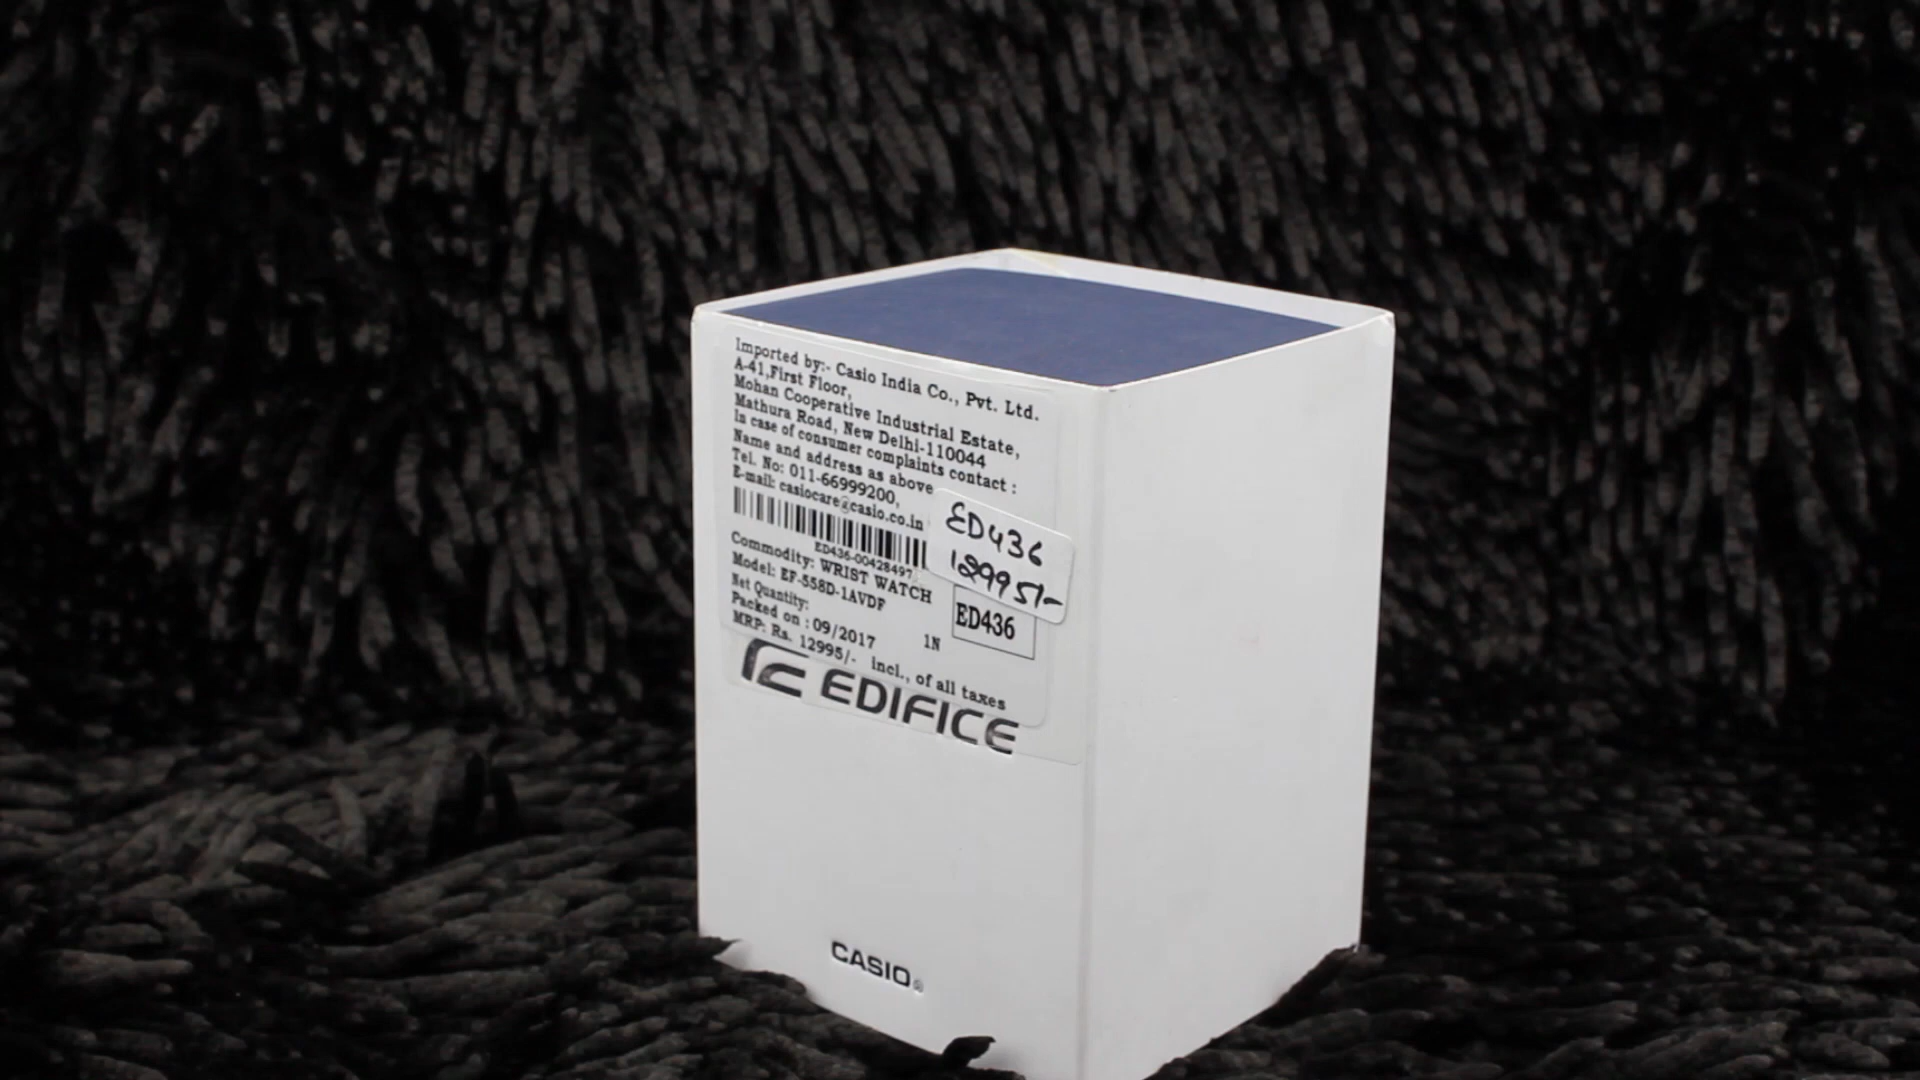 Imported by:- Casio India Co., Pvt. Ltd.
A-41,First Floor,
Mohan Cooperative Industrial Estate,
Mathura Road, New Delhi-110044
In case of consumer complaints contact :
Name and address as above
Tel. No: 011-66999200,
E-mail: casiocare@casio.co.in
ED436
12995/-
ED436-00428497
Commodity: WRIST WATCH
Model: EF-558D-1AVDF
Net Quantity: 1N
ED436
Packed on : 09/2017
MRP: Rs. 12995/- incl., of all taxes
EDIFICE
CASIO®